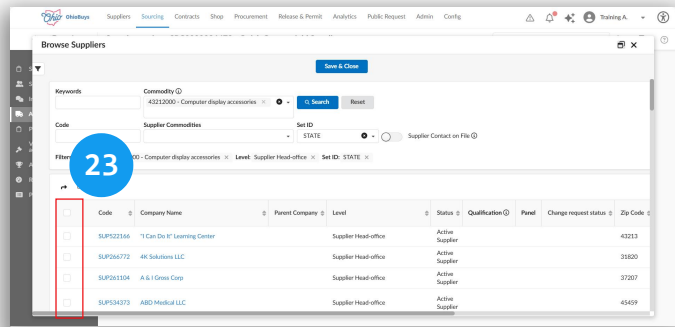 Ohio OhioBuys Suppliers Sourcing Contracts Shop Procurement Release & Permit Analytics Public Request Admin Config Training A.
Browse Suppliers
Save & Close
Keywords Commodity
43212000 - Computer display accessories Search Reset
Code Supplier Commodities Set ID
STATE Supplier Contact on File
Filters - Computer display accessories Level: Supplier Head-office Set ID: STATE
23
Code Company Name Parent Company Level Status Qualification Panel Change request status Zip Code
SUP522166 "I Can Do It" Learning Center Supplier Head-office Active Supplier 43213
SUP266772 4K Solutions LLC Supplier Head-office Active Supplier 31820
SUP261104 A & I Gross Corp Supplier Head-office Active Supplier 37207
SUP534373 ABD Medical LLC Supplier Head-office Active Supplier 45459